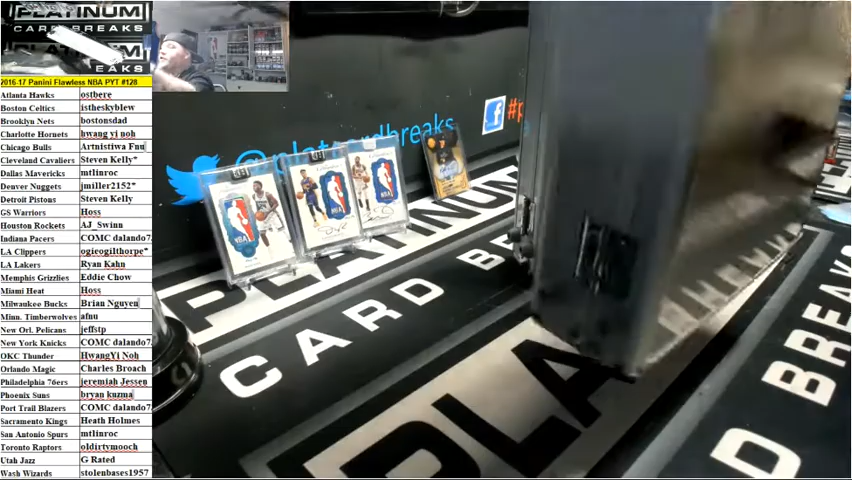 PLATINUM
CARD BREAKS
PLATINUM
EAKS
2016-17 Panini Flawless NBA PYT #128
Atlanta Hawks ostbere
Boston Celtics istheskyblew
Brooklyn Nets bostonsdad
Charlotte Hornets hwang yi noh
Chicago Bulls Artnistiwa Fnu
Cleveland Cavaliers Steven Kelly*
Dallas Mavericks mtlinroc
Denver Nuggets jmiller2152*
Detroit Pistons Steven Kelly
GS Warriors Hoss
Houston Rockets AJ_Swinn
Indiana Pacers COMC dalando7
LA Clippers ogieogilthorpe*
LA Lakers Ryan Kahn
Memphis Grizzlies Eddie Chow
Miami Heat Hoss
Milwaukee Bucks Brian Nguyen
Minn. Timberwolves afnu
New Orl. Pelicans jeffstp
New York Knicks COMC dalando7
OKC Thunder HwangYi Noh
Orlando Magic Charles Broach
Philadelphia 76ers jeremiah Jessen
Phoenix Suns bryan kuzma
Port Trail Blazers COMC dalando7
Sacramento Kings Heath Holmes
San Antonio Spurs mtlinroc
Toronto Raptors oldirtymooch
Utah Jazz G Rated
Wash Wizards stolenbases1957
@platcardbreaks
f
#p
NBA
PLATINUM
CARD BREAKS
PLA
D BREAKS